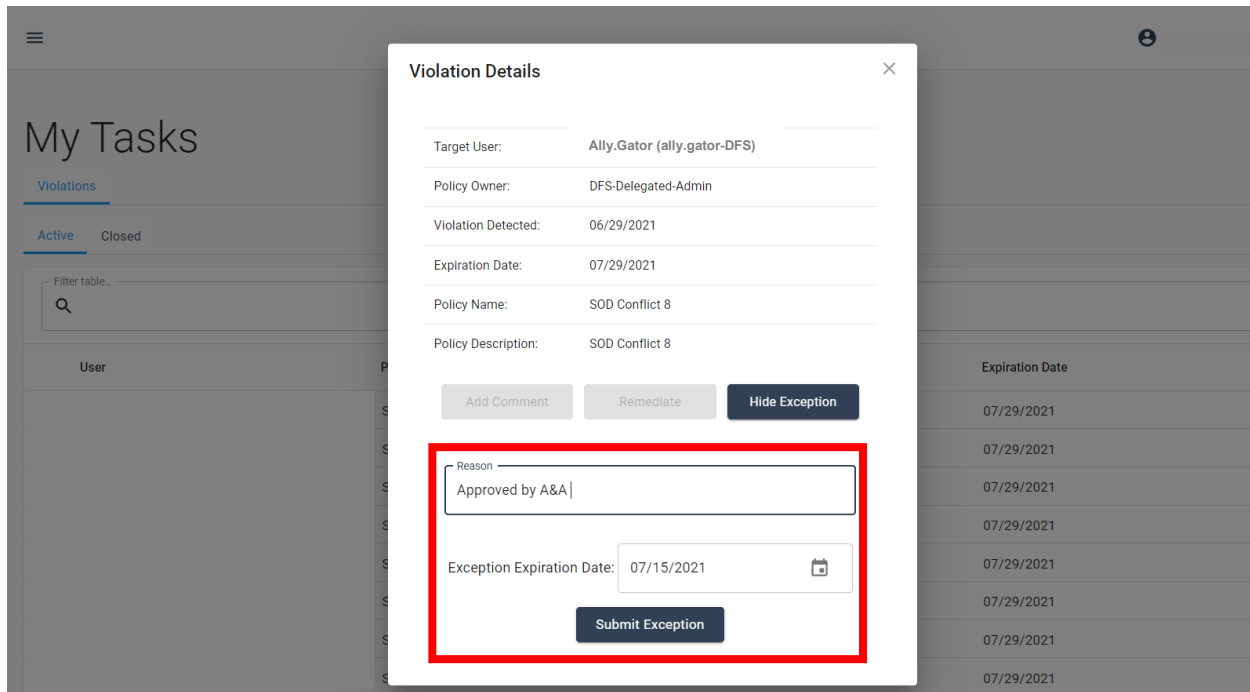 Violation Details
My Tasks
Violations
Active Closed
Filter table..
User
Expiration Date
Target User: Ally.Gator (ally.gator-DFS)
Policy Owner: DFS-Delegated-Admin
Violation Detected: 06/29/2021
Expiration Date: 07/29/2021
Policy Name: SOD Conflict 8
Policy Description: SOD Conflict 8
Add Comment Remediate Hide Exception
Reason
Approved by A&A
Exception Expiration Date: 07/15/2021
Submit Exception
07/29/2021
07/29/2021
07/29/2021
07/29/2021
07/29/2021
07/29/2021
07/29/2021
07/29/2021